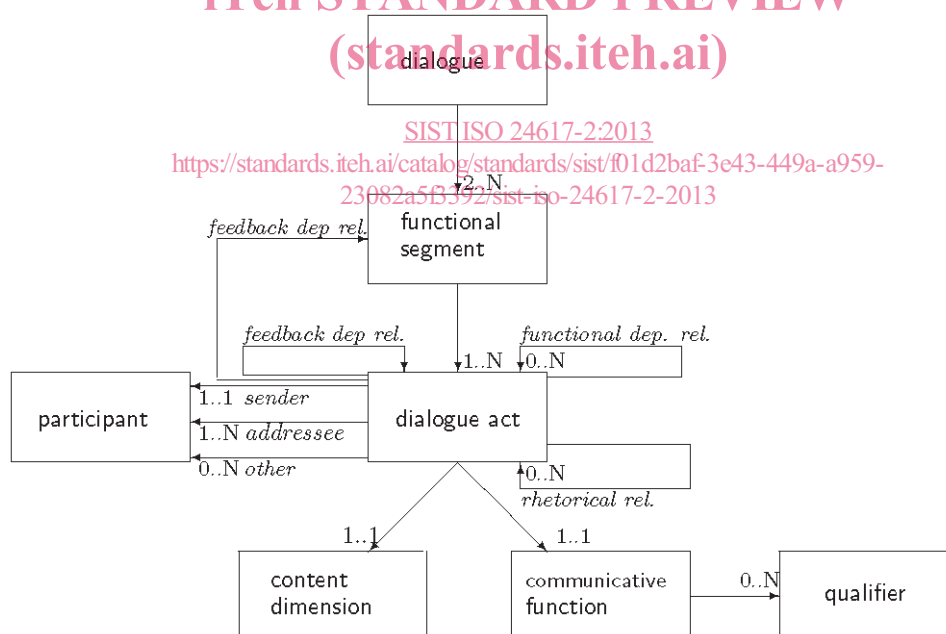 iTeh STANDARD PREVIEW
(standards.iteh.ai)
dialogue
SIST ISO 24617-2:2013
https://standards.iteh.ai/catalog/standards/sist/f01d2baf-3e43-449a-a959-
23082a5f3392/sist-iso-24617-2-2013
2..N
feedback dep rel.
functional
segment
feedback dep rel.
functional dep. rel.
1..N
0..N
participant
1..1 sender
1..N addressee
0..N other
dialogue act
0..N
rhetorical rel.
1..1
1..1
content
dimension
communicative
function
0..N
qualifier